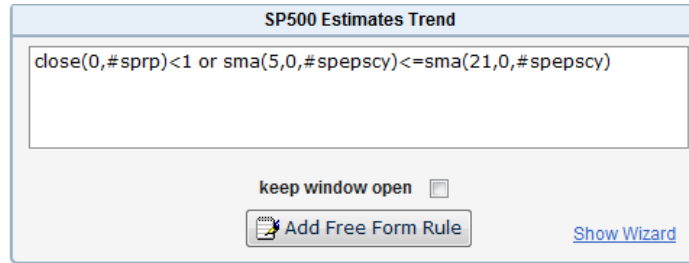 SP500 Estimates Trend
close(0,#sprp)<1 or sma(5,0,#spepscy)<=sma(21,0,#spepscy)
keep window open
Add Free Form Rule
Show Wizard